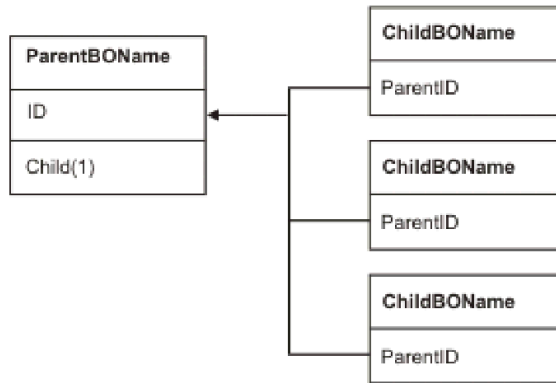 ParentBOName
ID
Child(1)
ChildBOName
ParentID
ChildBOName
ParentID
ChildBOName
ParentID